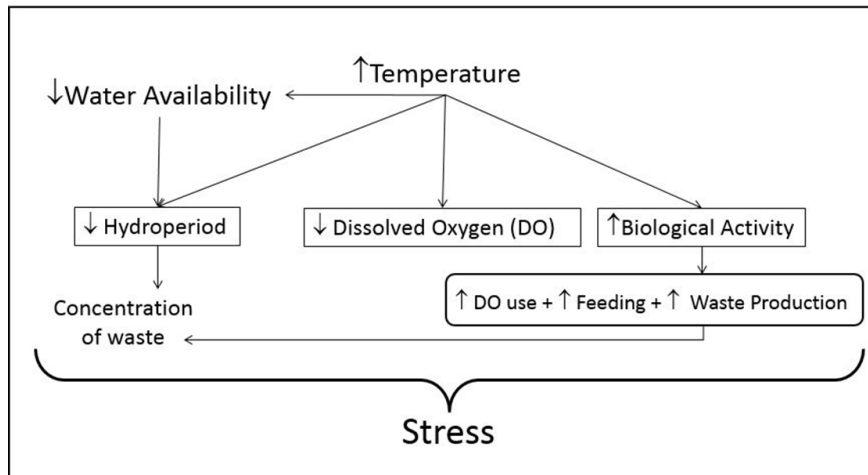 ↑Temperature
↓Water Availability
↓ Hydroperiod
↓ Dissolved Oxygen (DO)
↑Biological Activity
↑ DO use + ↑ Feeding + ↑ Waste Production
Concentration
of waste
Stress